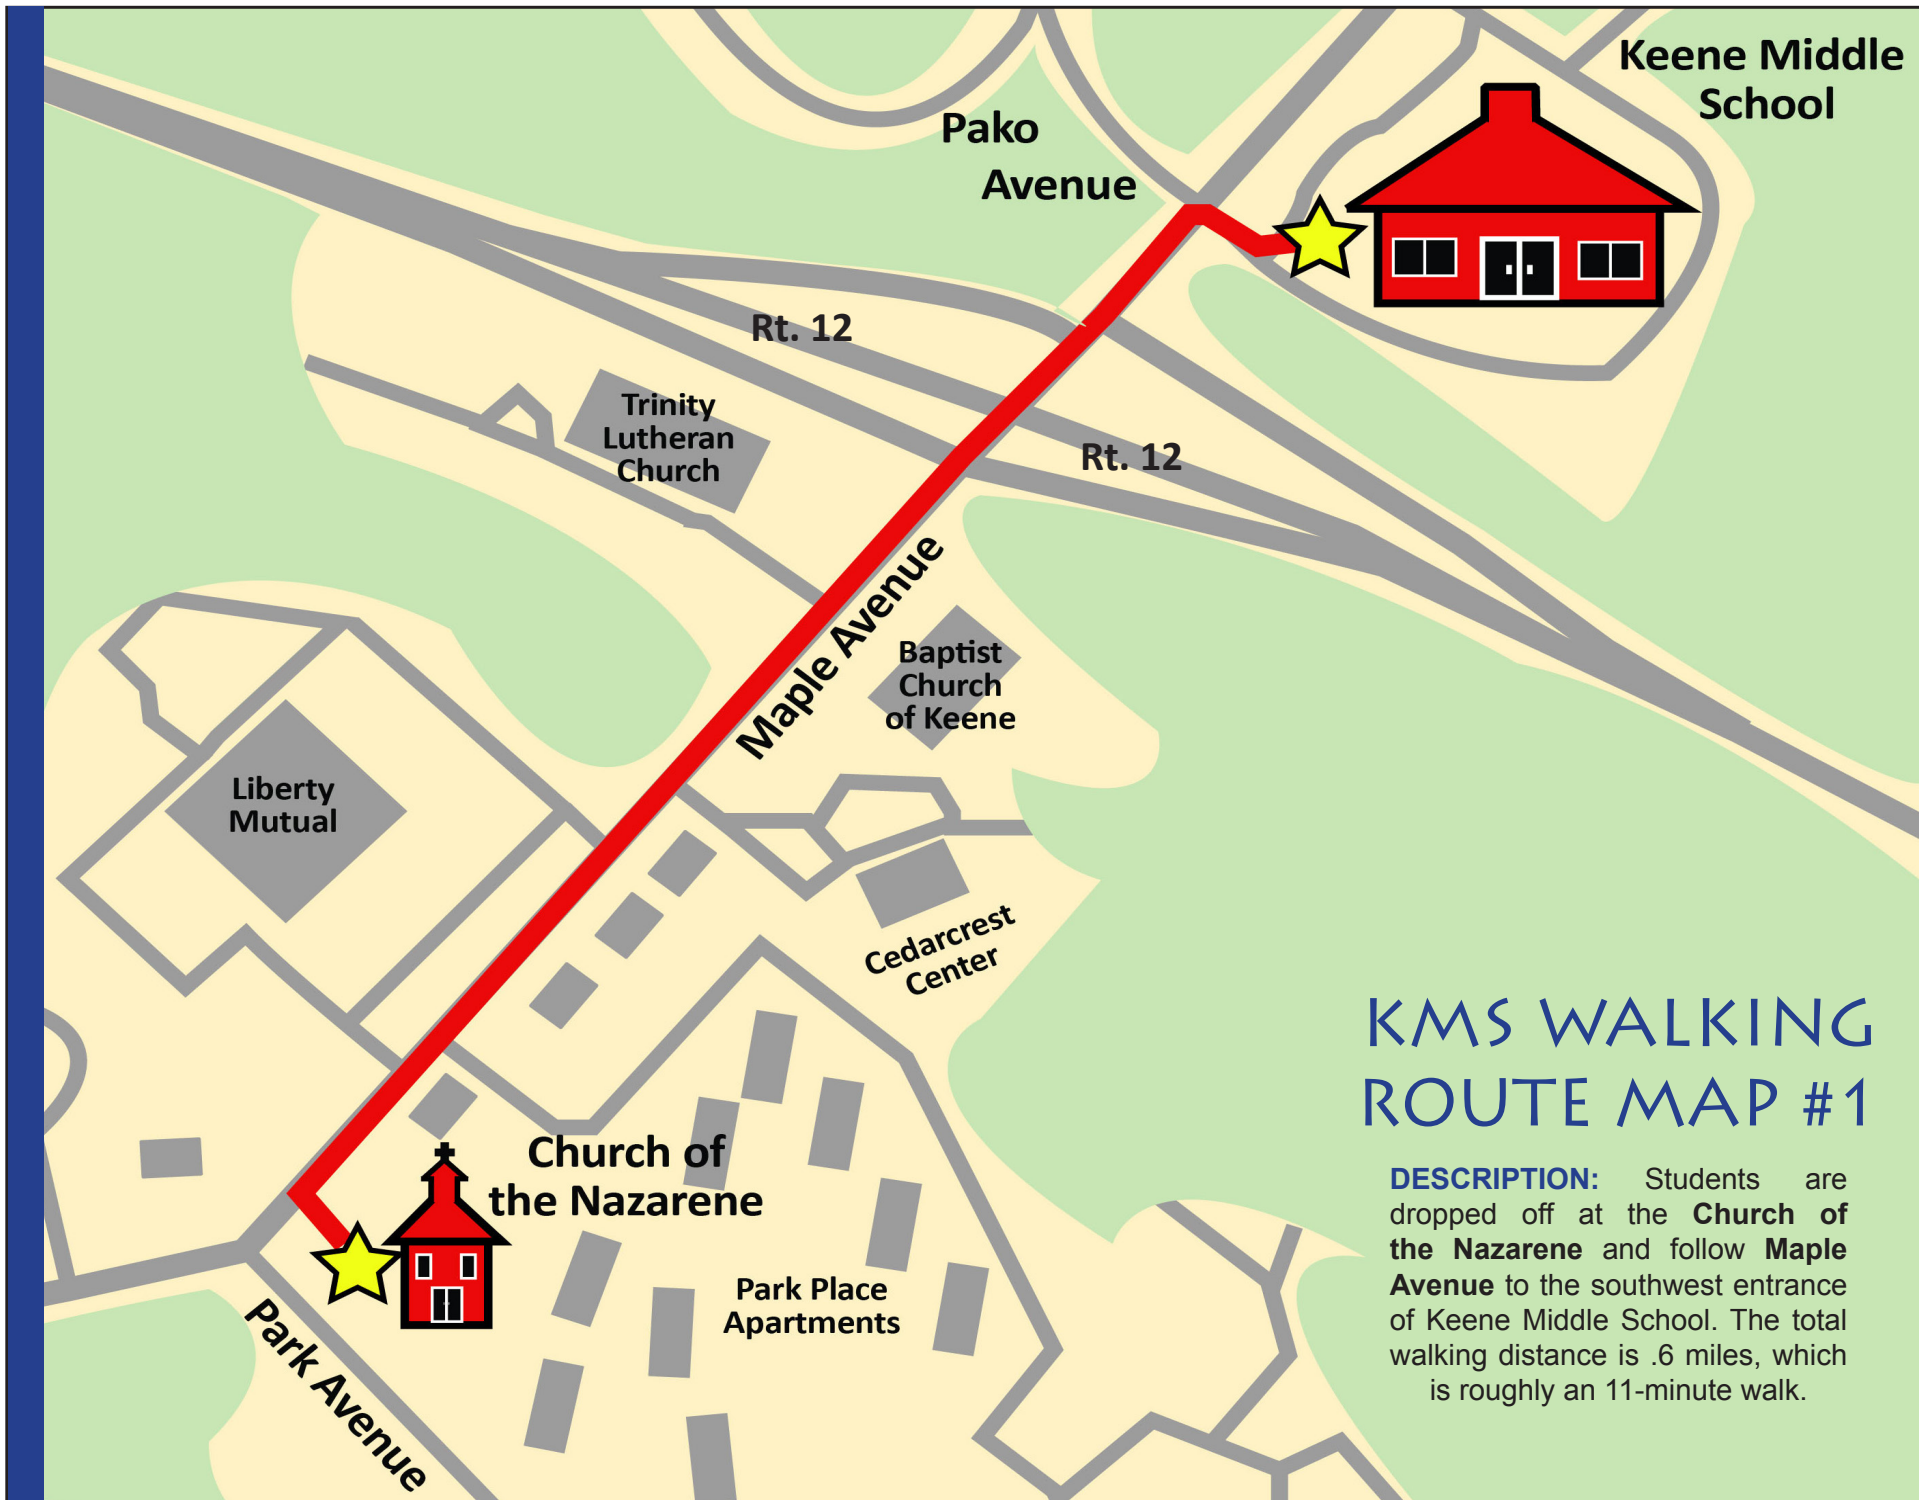 Keene Middle
School
Pako
Avenue
Rt. 12
Rt. 12
Trinity
Lutheran
Church
Maple Avenue
Baptist
Church
of Keene
Liberty
Mutual
Cedarcrest
Center
Church of
the Nazarene
Park Place
Apartments
Park Avenue
KMS WALKING
ROUTE MAP #1
DESCRIPTION: Students are
dropped off at the Church of
the Nazarene and follow Maple
Avenue to the southwest entrance
of Keene Middle School. The total
walking distance is .6 miles, which
is roughly an 11-minute walk.